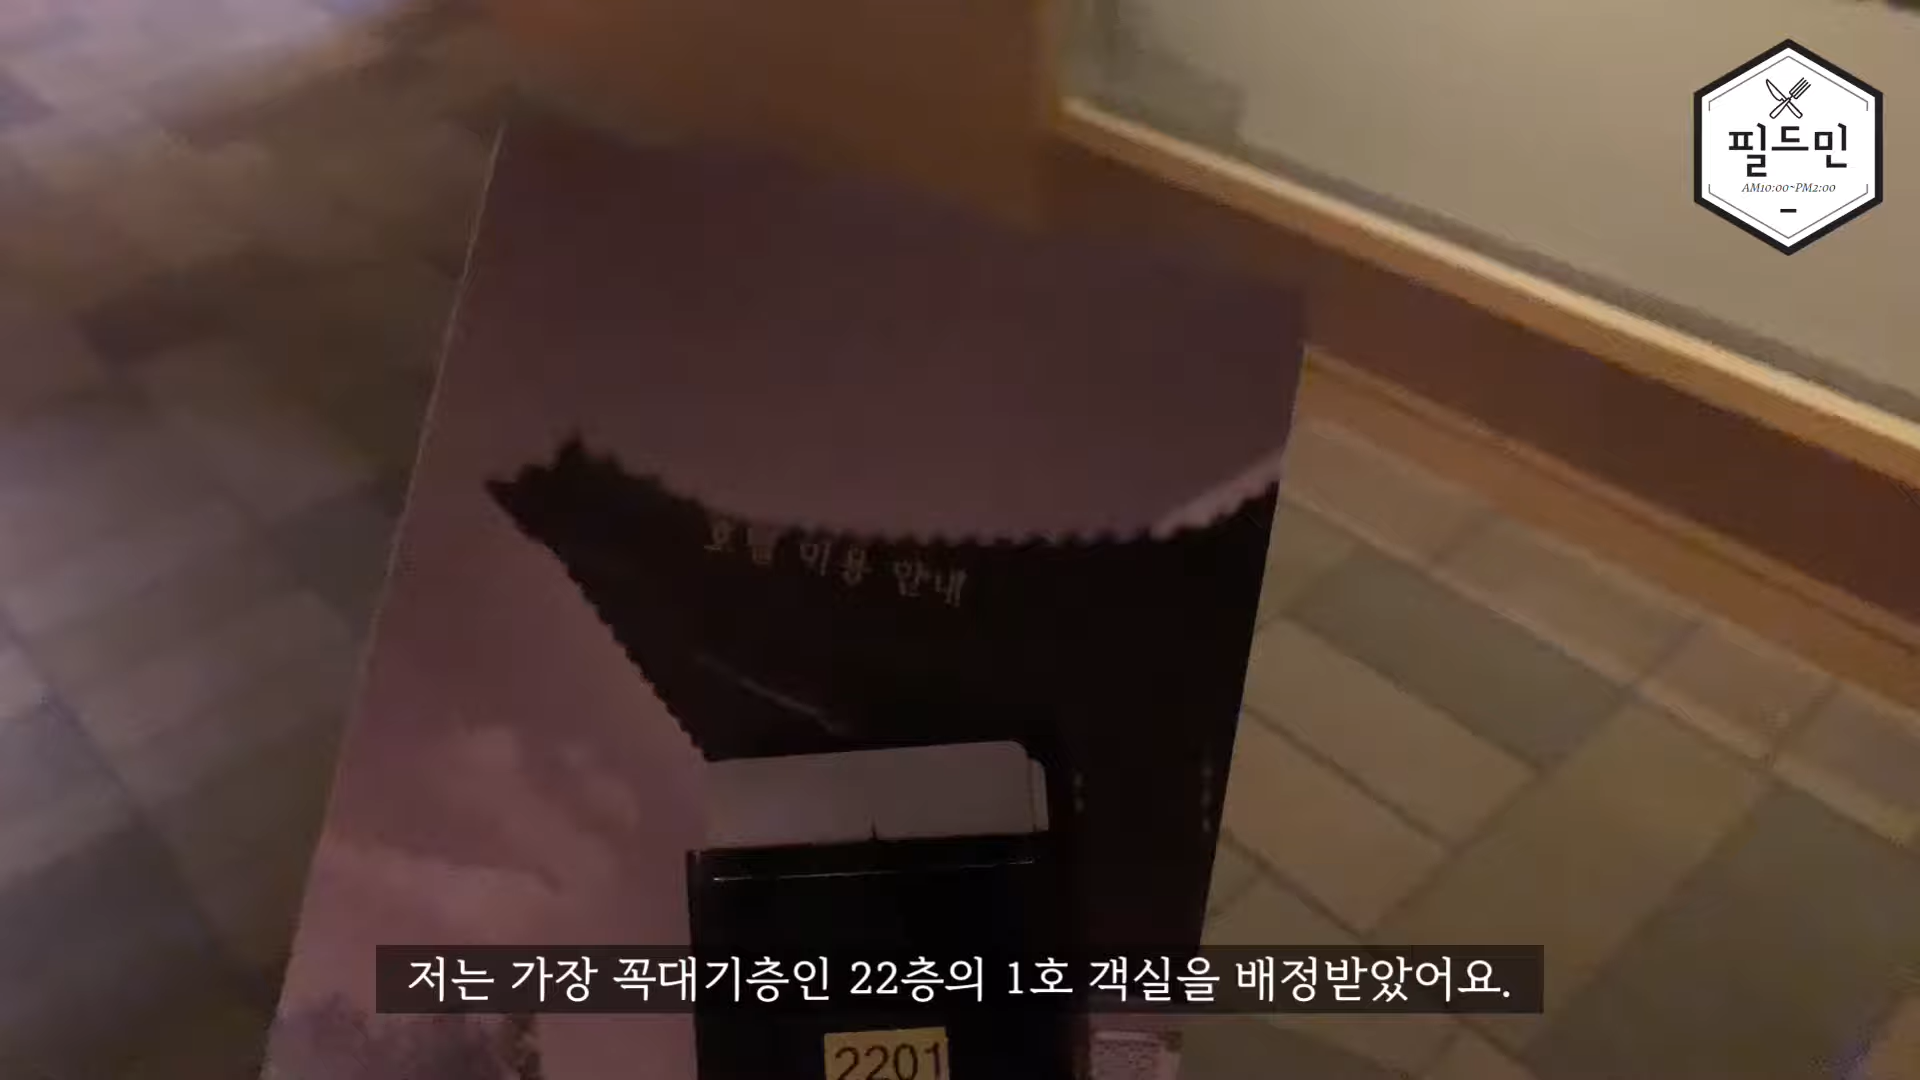 필드민
AM10:00~PM2:00
호텔 이용 안내
저는 가장 꼭대기층인 22층의 1호 객실을 배정받았어요.
2201